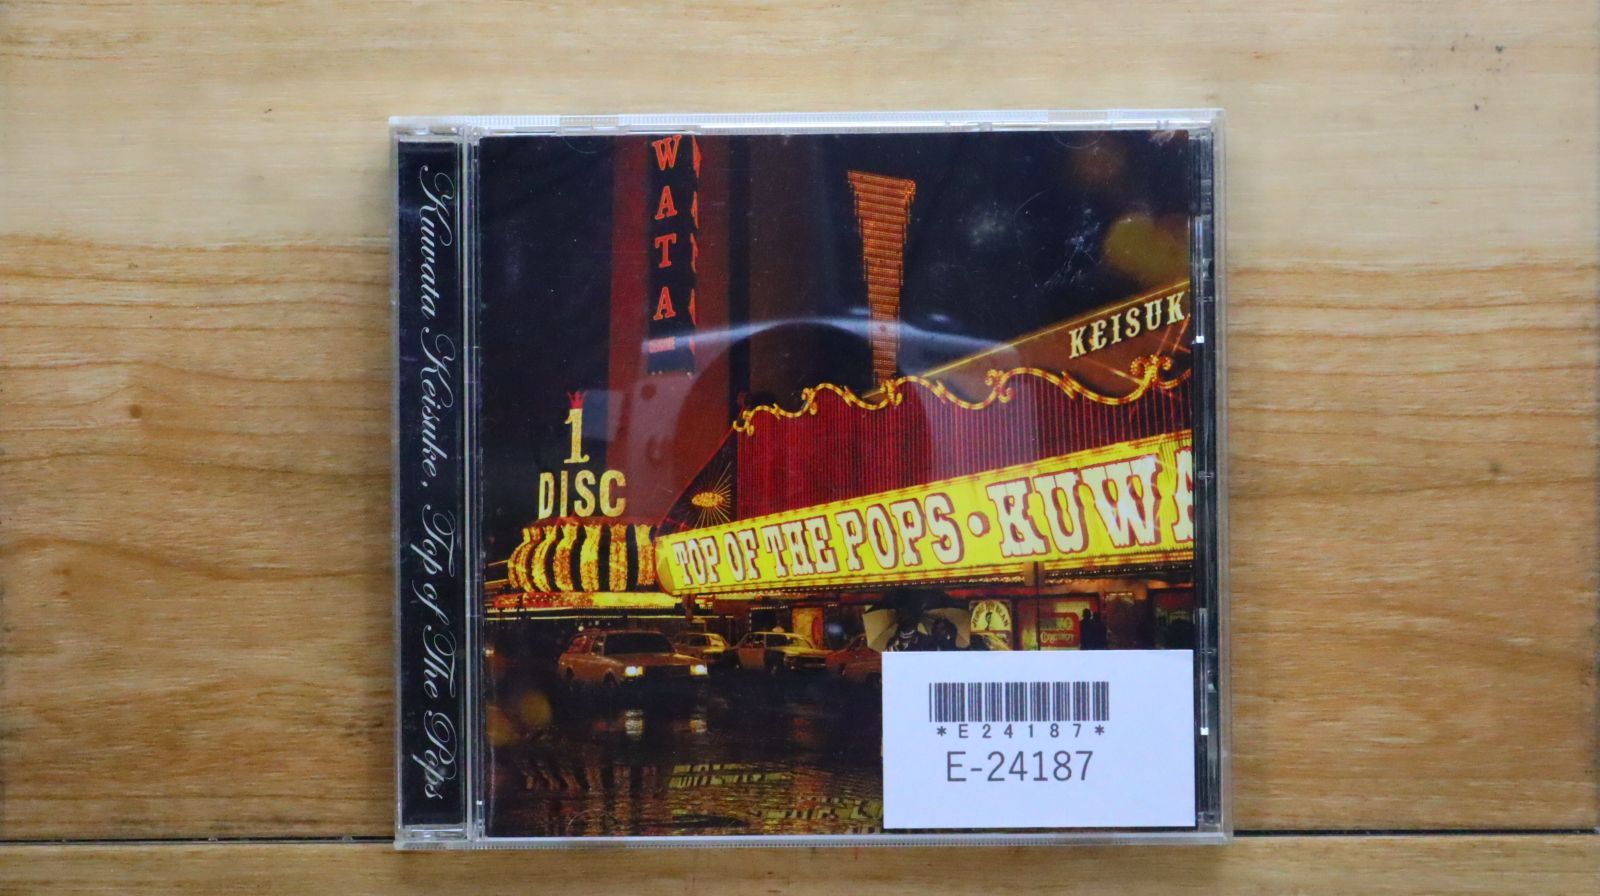 Kuwata Keisuke, Top of The Pops
WATA
KEISUK
1
DISC
TOP OF THE POPS • KUWA
*E24187*
E-24187